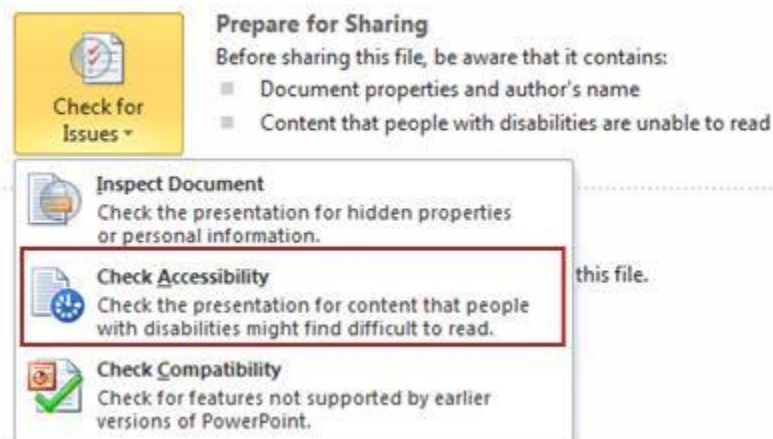 Prepare for Sharing
Before sharing this file, be aware that it contains:
Document properties and author's name
Content that people with disabilities are unable to read
Check for
Issues
Inspect Document
Check the presentation for hidden properties
or personal information.
Check Accessibility
Check the presentation for content that people
with disabilities might find difficult to read.
this file.
Check Compatibility
Check for features not supported by earlier
versions of PowerPoint.